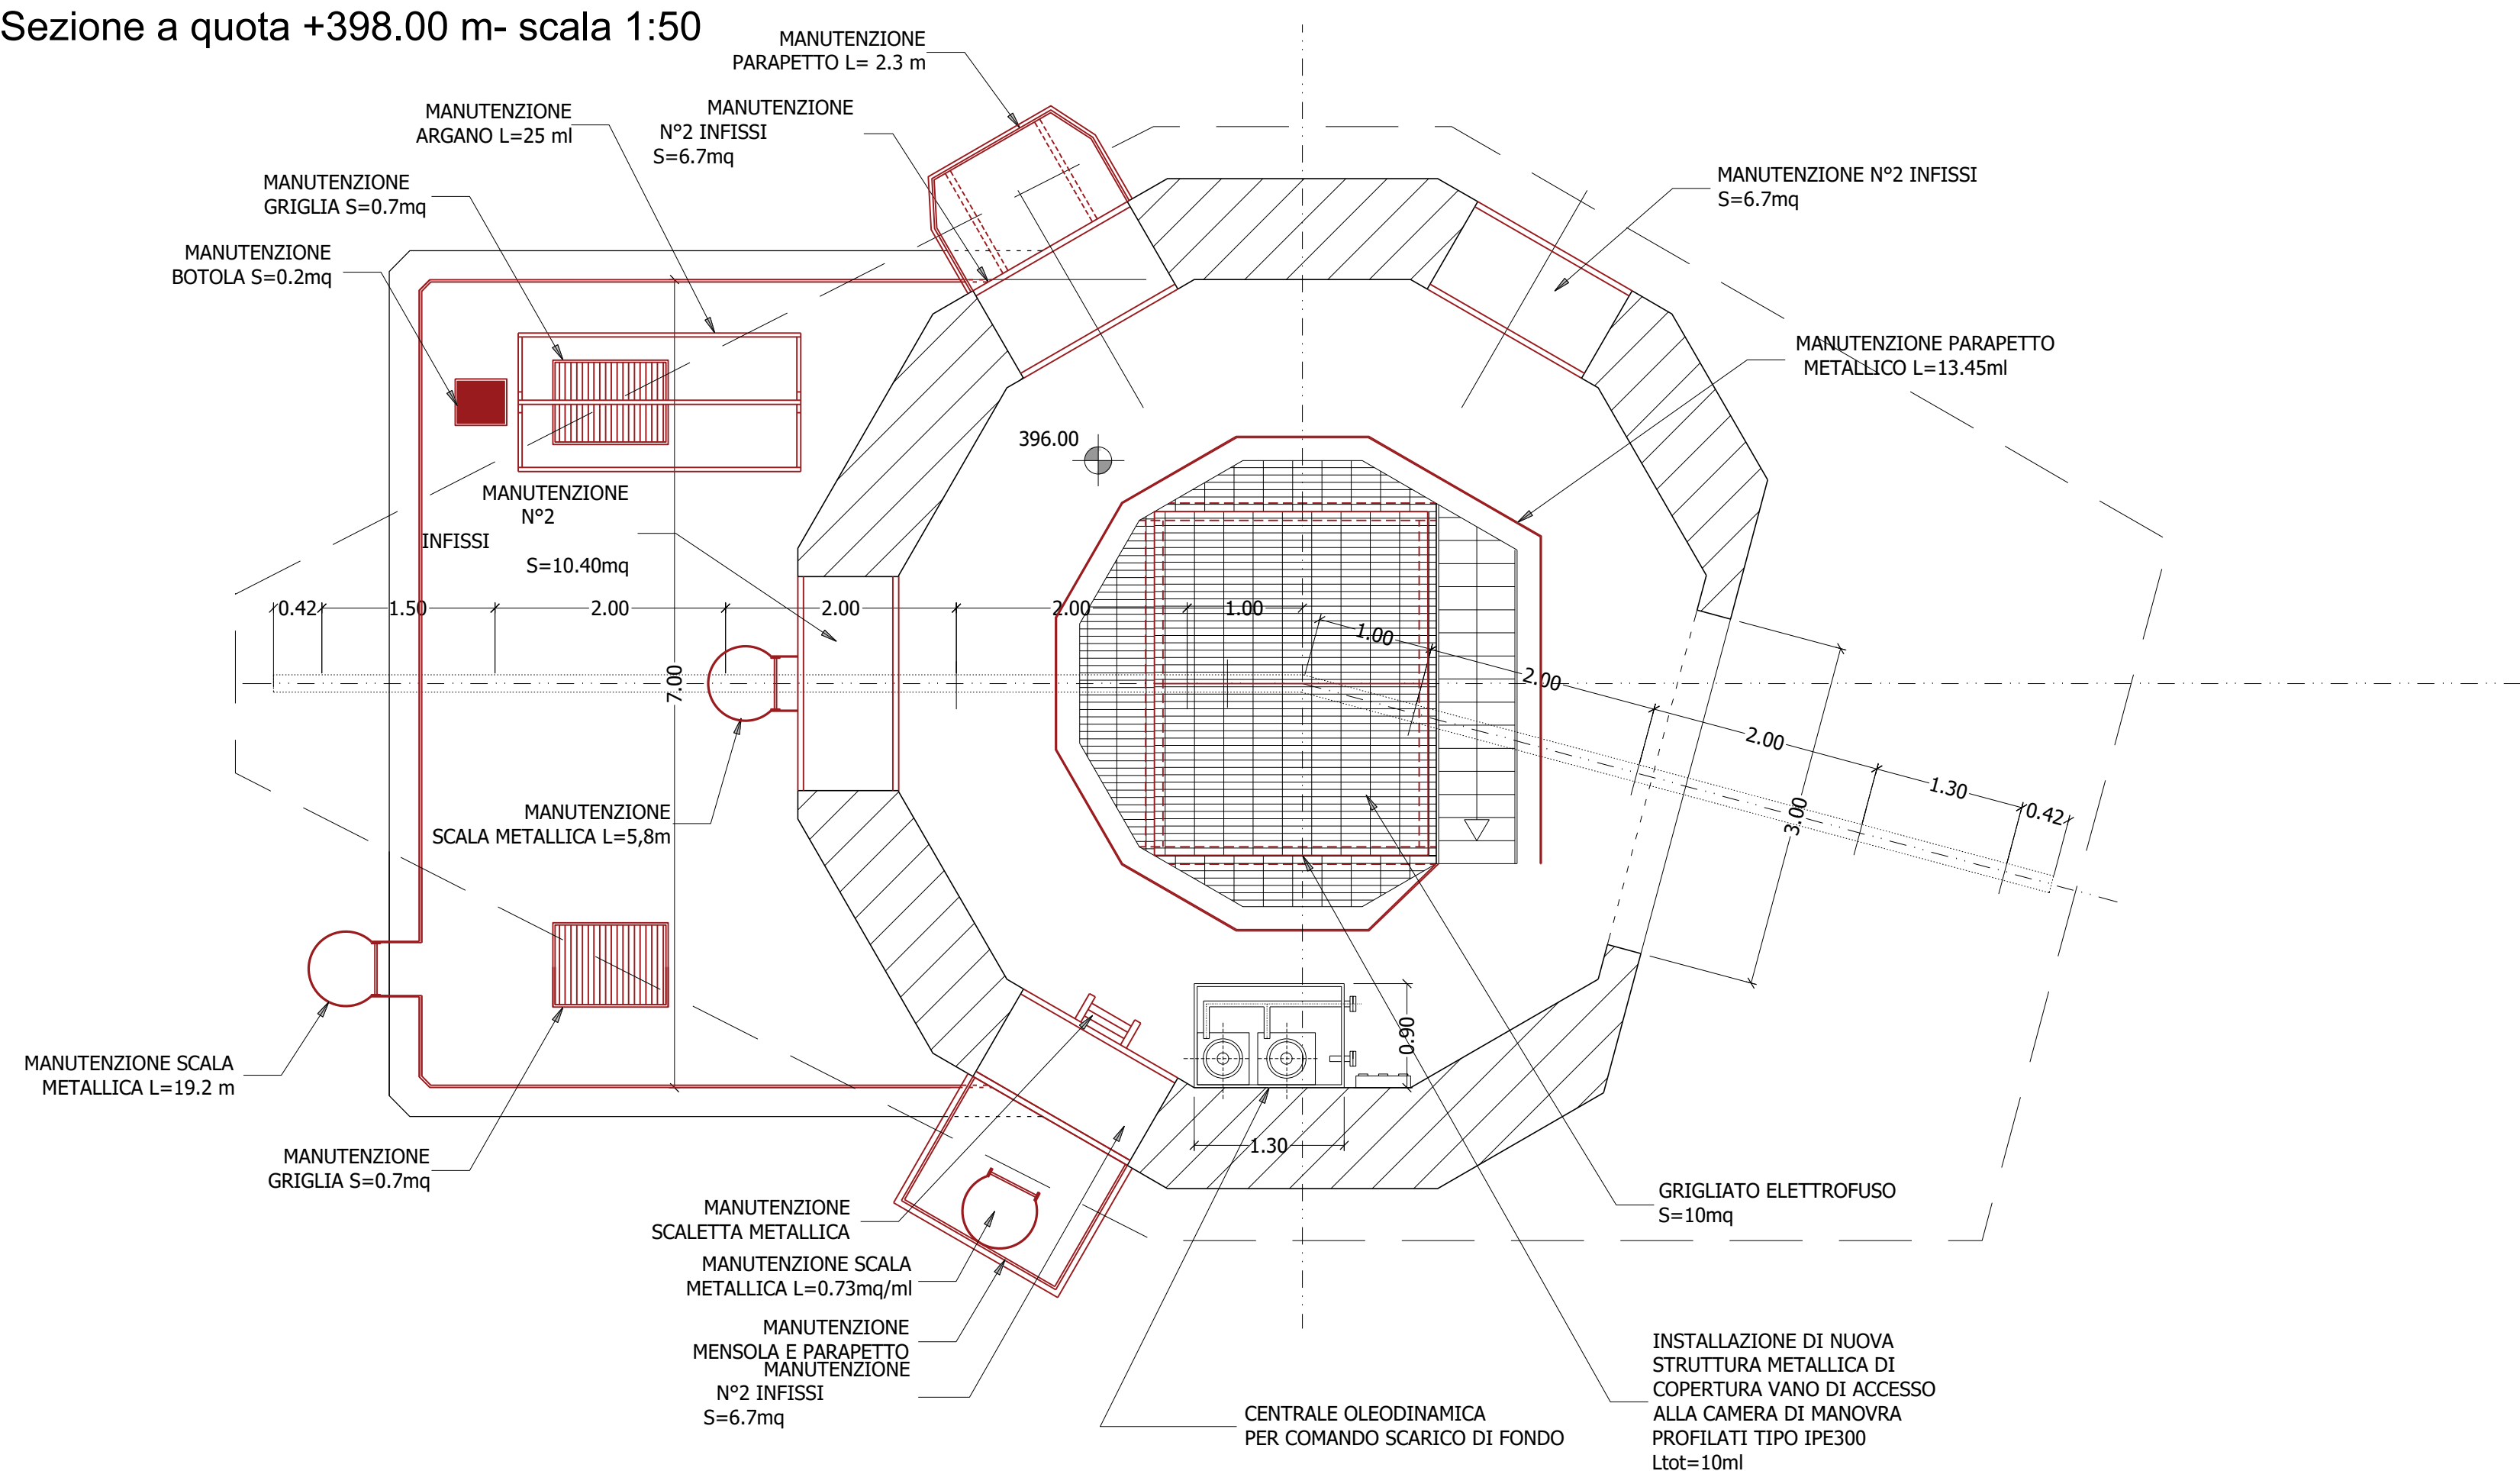 Sezione a quota +398.00 m- scala 1:50
MANUTENZIONE
PARAPETTO L= 2.3 m
MANUTENZIONE
N°2 INFISSI
S=6.7mq
MANUTENZIONE
ARGANO L=25 ml
MANUTENZIONE
GRIGLIA S=0.7mq
MANUTENZIONE
BOTOLA S=0.2mq
MANUTENZIONE N°2 INFISSI
S=6.7mq
MANUTENZIONE PARAPETTO
METALLICO L=13.45ml
396.00
MANUTENZIONE
N°2
INFISSI
S=10.40mq
0.42
1.50
2.00
2.00
2.00
1.00
1.00
2.00
2.00
1.30
0.42
3.00
7.00
MANUTENZIONE
SCALA METALLICA L=5,8m
MANUTENZIONE SCALA
METALLICA L=19.2 m
MANUTENZIONE
GRIGLIA S=0.7mq
0.90
1.30
MANUTENZIONE
SCALETTA METALLICA
MANUTENZIONE SCALA
METALLICA L=0.73mq/ml
MANUTENZIONE
MENSOLA E PARAPETTO
MANUTENZIONE
N°2 INFISSI
S=6.7mq
GRIGLIATO ELETTROFUSO
S=10mq
CENTRALE OLEODINAMICA
PER COMANDO SCARICO DI FONDO
INSTALLAZIONE DI NUOVA
STRUTTURA METALLICA DI
COPERTURA VANO DI ACCESSO
ALLA CAMERA DI MANOVRA
PROFILATI TIPO IPE300
Ltot=10ml